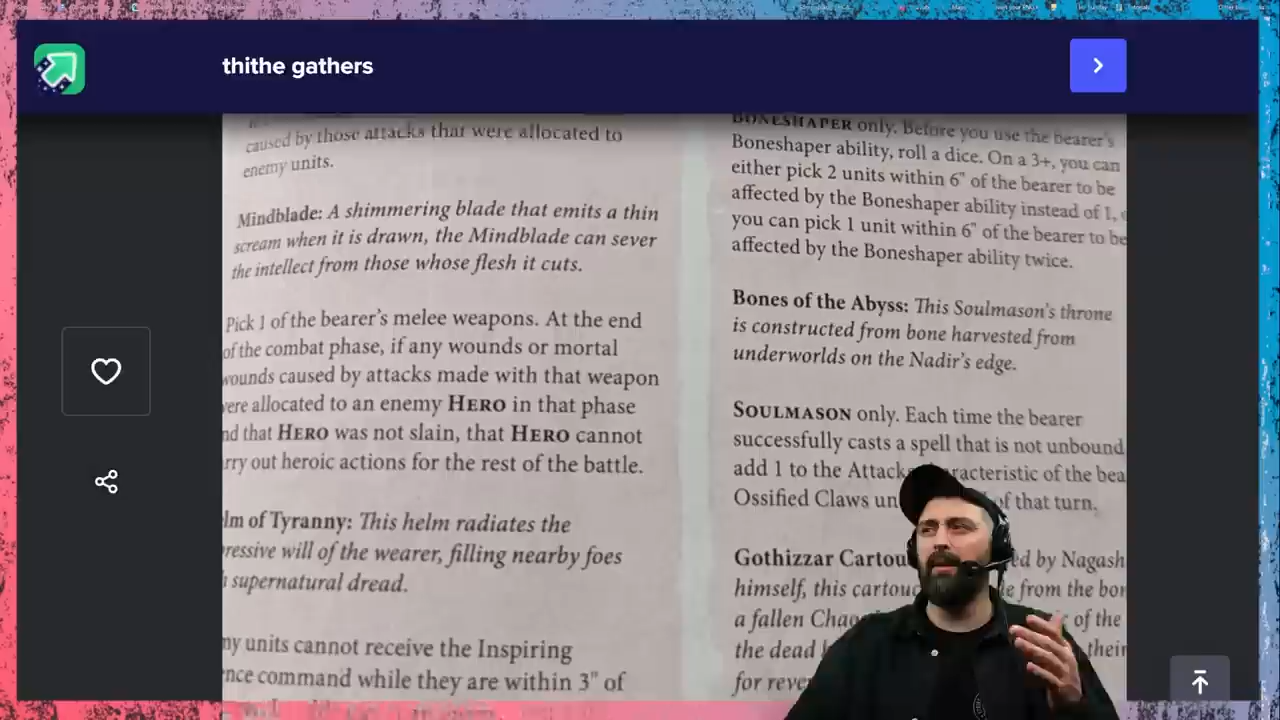 thithe gathers
caused by those attacks that were allocated to
enemy units.
Mindblade: A shimmering blade that emits a thin
scream when it is drawn, the Mindblade can sever
the intellect from those whose flesh it cuts.
Pick 1 of the bearer's melee weapons. At the end
of the combat phase, if any wounds or mortal
wounds caused by attacks made with that weapon
were allocated to an enemy HERO in that phase
nd that HERO was not slain, that HERO cannot
rry out heroic actions for the rest of the battle.
lm of Tyranny: This helm radiates the
ressive will of the wearer, filling nearby foes
h supernatural dread.
my units cannot receive the Inspiring
nce command while they are within 3" of
BONESHAPER only. Before you use the bearer's
Boneshaper ability, roll a dice. On a 3+, you can
either pick 2 units within 6" of the bearer to be
affected by the Boneshaper ability instead of 1,
you can pick 1 unit within 6" of the bearer to be
affected by the Boneshaper ability twice.
Bones of the Abyss: This Soulmason's throne
is constructed from bone harvested from
underworlds on the Nadir's edge.
SOULMASON only. Each time the bearer
successfully casts a spell that is not unbound
add 1 to the Attacks characteristic of the bea
Ossified Claws un of that turn.
Gothizzar Cartou ed by Nagash
himself, this cartouc from the bon
a fallen Chao of the
the dead their
for reve